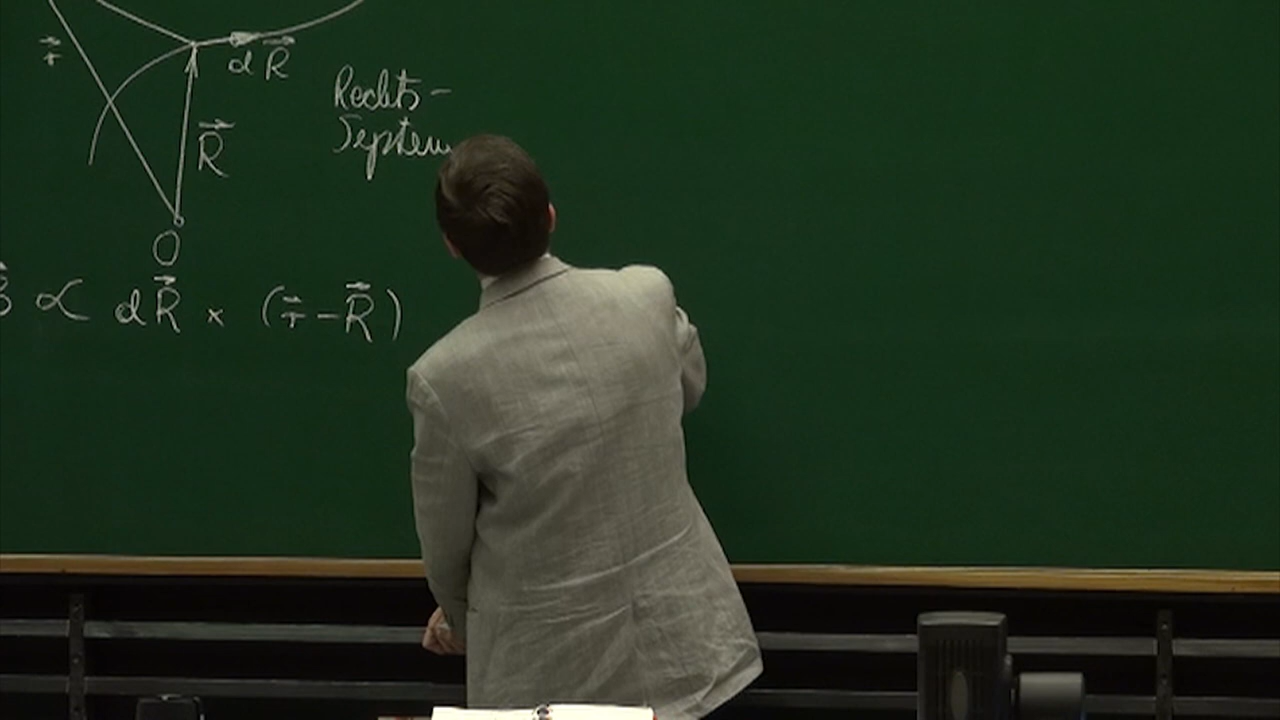 r⃗
dR⃗
R⃗
Rechts-
System
O
B⃗ ∝ dR⃗ × (r⃗ - R⃗)